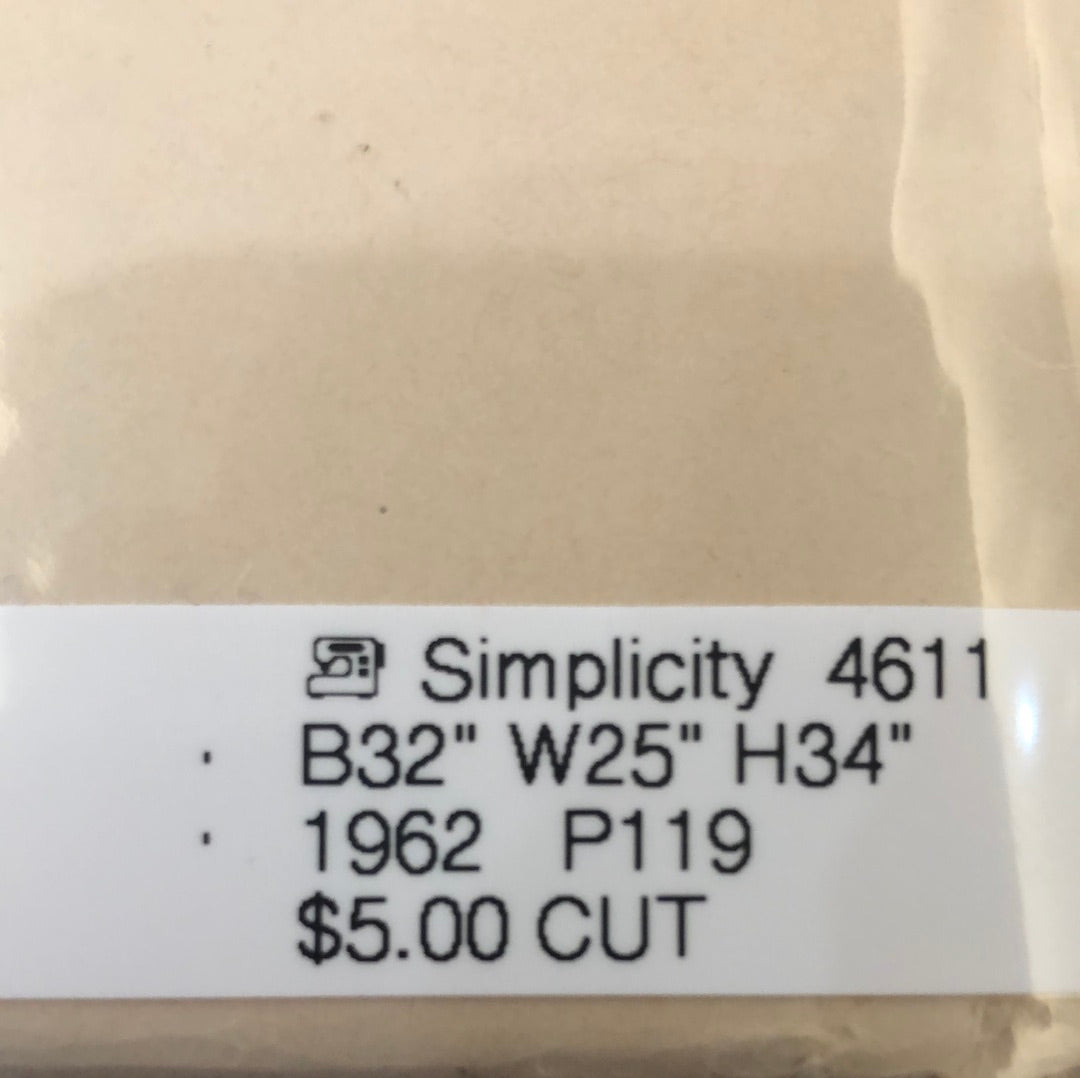 Simplicity 4611
B32" W25" H34"
1962 P119
$5.00 CUT